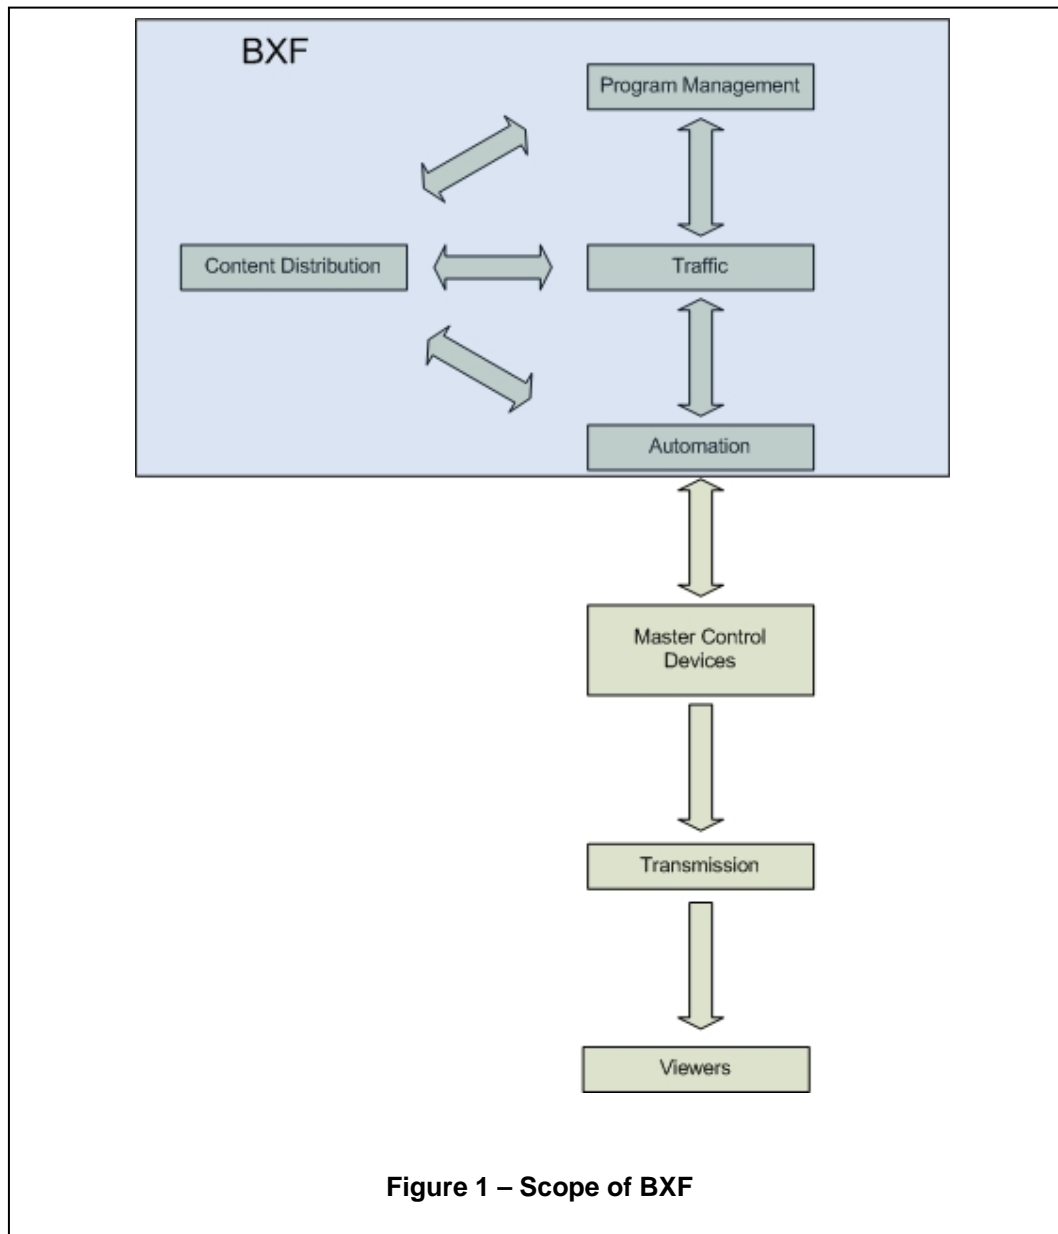 BXF
Program Management
Content Distribution
Traffic
Automation
Master Control
Devices
Transmission
Viewers
Figure 1 – Scope of BXF